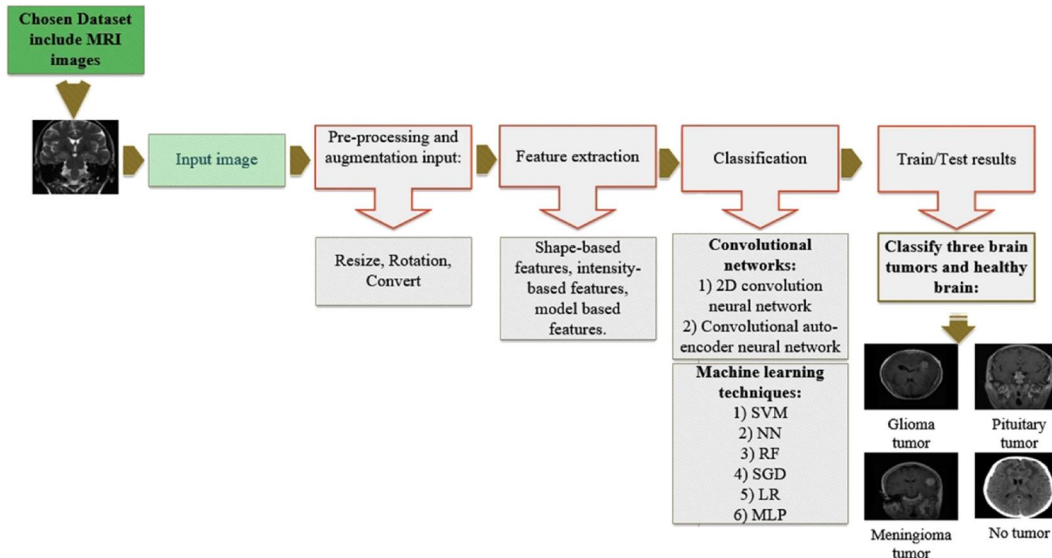 Chosen Dataset
include MRI
images
Input image
Pre-processing and
augmentation input:
Feature extraction
Classification
Train/Test results
Resize, Rotation,
Convert
Shape-based
features, intensity-
based features,
model based
features.
Convolutional
networks:
1) 2D convolution
neural network
2) Convolutional auto-
encoder neural network
Machine learning
techniques:
1) SVM
2) NN
3) RF
4) SGD
5) LR
6) MLP
Classify three brain
tumors and healthy
brain:
Glioma
tumor
Pituitary
tumor
Meningioma
tumor
No tumor